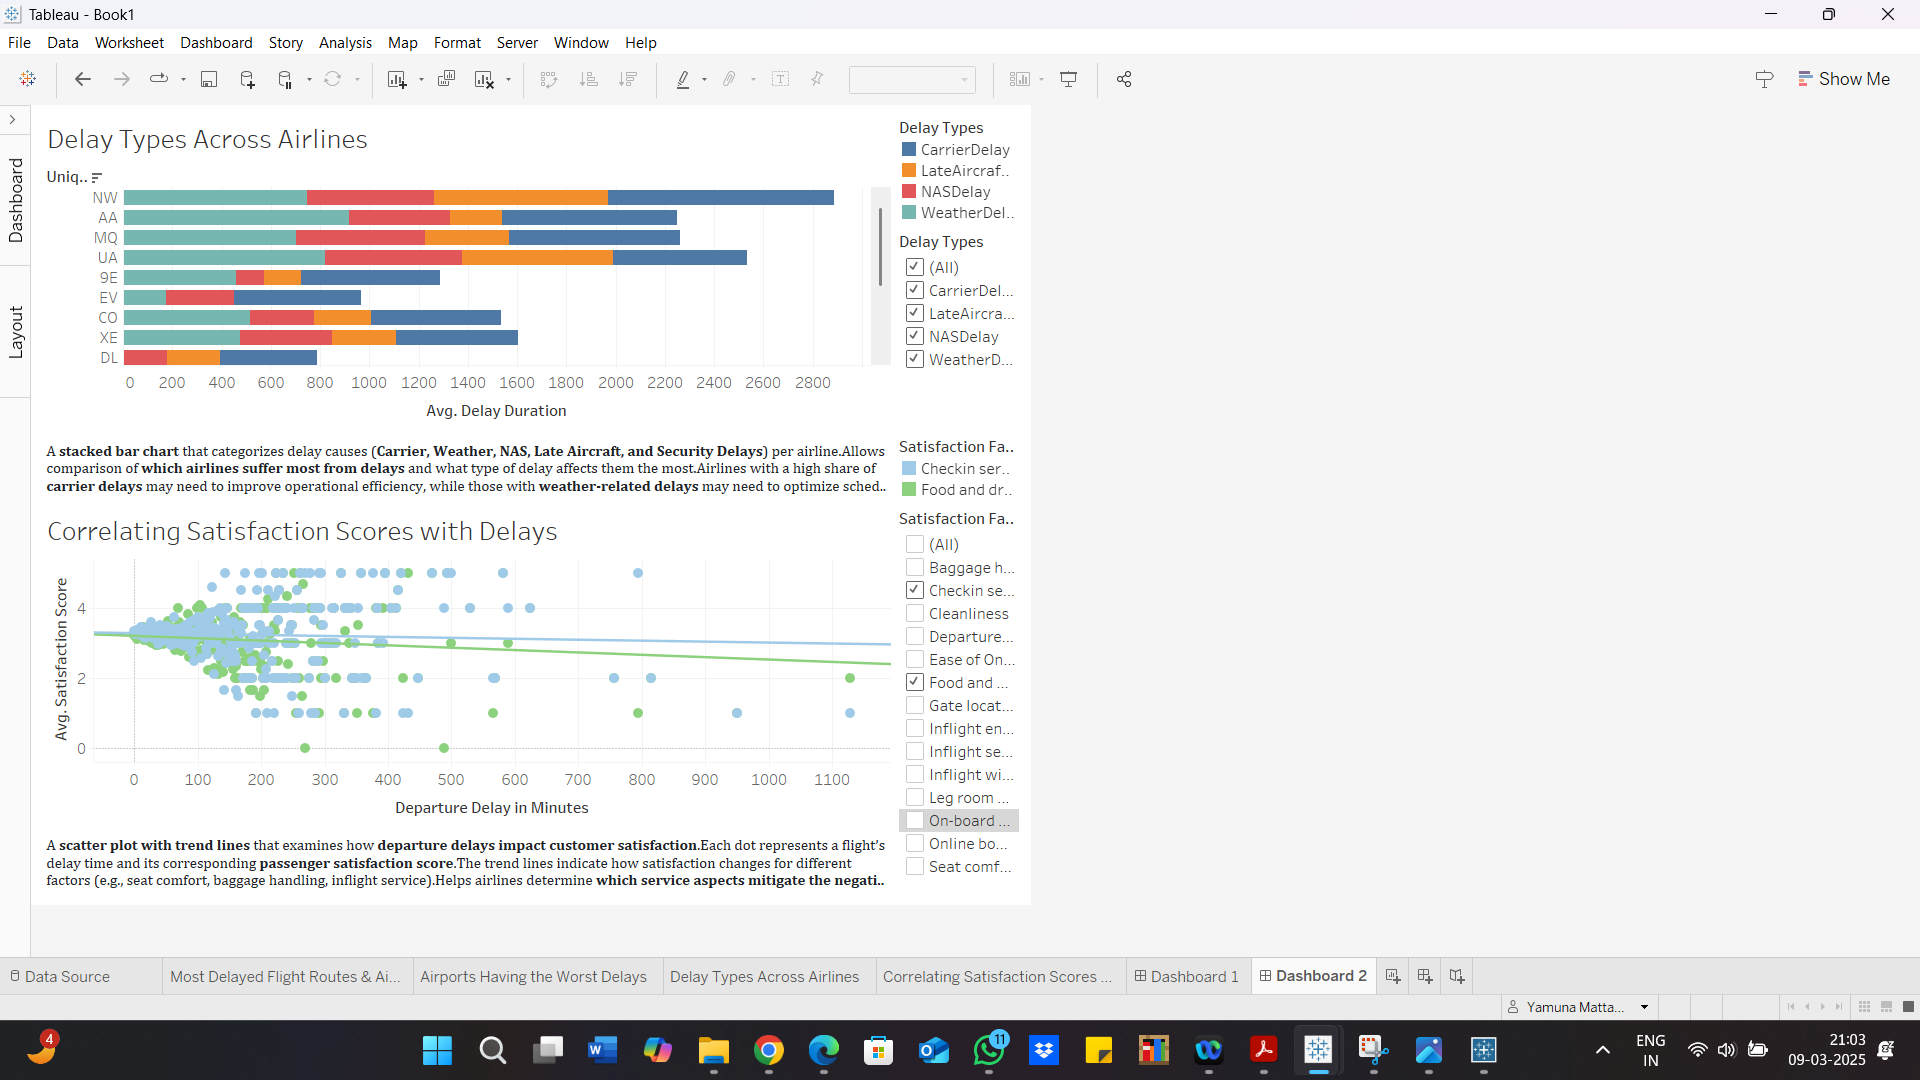 Tableau - Book1
File Data Worksheet Dashboard Story Analysis Map Format Server Window Help
Show Me
Dashboard
Layout
Delay Types Across Airlines
Uniq..
NW
AA
MQ
UA
9E
EV
CO
XE
DL
0 200 400 600 800 1000 1200 1400 1600 1800 2000 2200 2400 2600 2800
Avg. Delay Duration
Delay Types
CarrierDelay
LateAircraf..
NASDelay
WeatherDel..
Delay Types
(All)
CarrierDel...
LateAircra...
NASDelay
WeatherD...
A stacked bar chart that categorizes delay causes (Carrier, Weather, NAS, Late Aircraft, and Security Delays) per airline.Allows
comparison of which airlines suffer most from delays and what type of delay affects them the most.Airlines with a high share of
carrier delays may need to improve operational efficiency, while those with weather-related delays may need to optimize sched..
Correlating Satisfaction Scores with Delays
Avg. Satisfaction Score
4
2
0
0 100 200 300 400 500 600 700 800 900 1000 1100
Departure Delay in Minutes
Satisfaction Fa..
Checkin ser..
Food and dr..
Satisfaction Fa..
(All)
Baggage h...
Checkin se...
Cleanliness
Departure...
Ease of On...
Food and ...
Gate locat...
Inflight en...
Inflight se...
Inflight wi...
Leg room ...
On-board ...
Online bo...
Seat comf...
A scatter plot with trend lines that examines how departure delays impact customer satisfaction.Each dot represents a flight's
delay time and its corresponding passenger satisfaction score.The trend lines indicate how satisfaction changes for different
factors (e.g., seat comfort, baggage handling, inflight service).Helps airlines determine which service aspects mitigate the negati..
Data Source Most Delayed Flight Routes & Ai... Airports Having the Worst Delays Delay Types Across Airlines Correlating Satisfaction Scores ... Dashboard 1 Dashboard 2
Yamuna Matta...
4
11
ENG
IN
21:03
09-03-2025